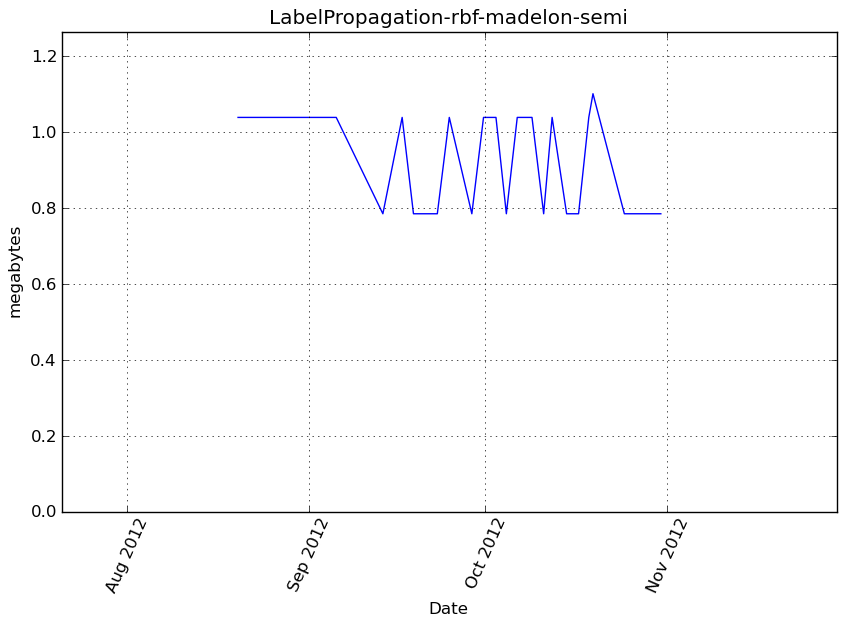 LabelPropagation-rbf-madelon-semi
1.2
1.0
0.8
0.6
0.4
0.2
0.0
megabytes
Aug 2012
Sep 2012
Oct 2012
Nov 2012
Date